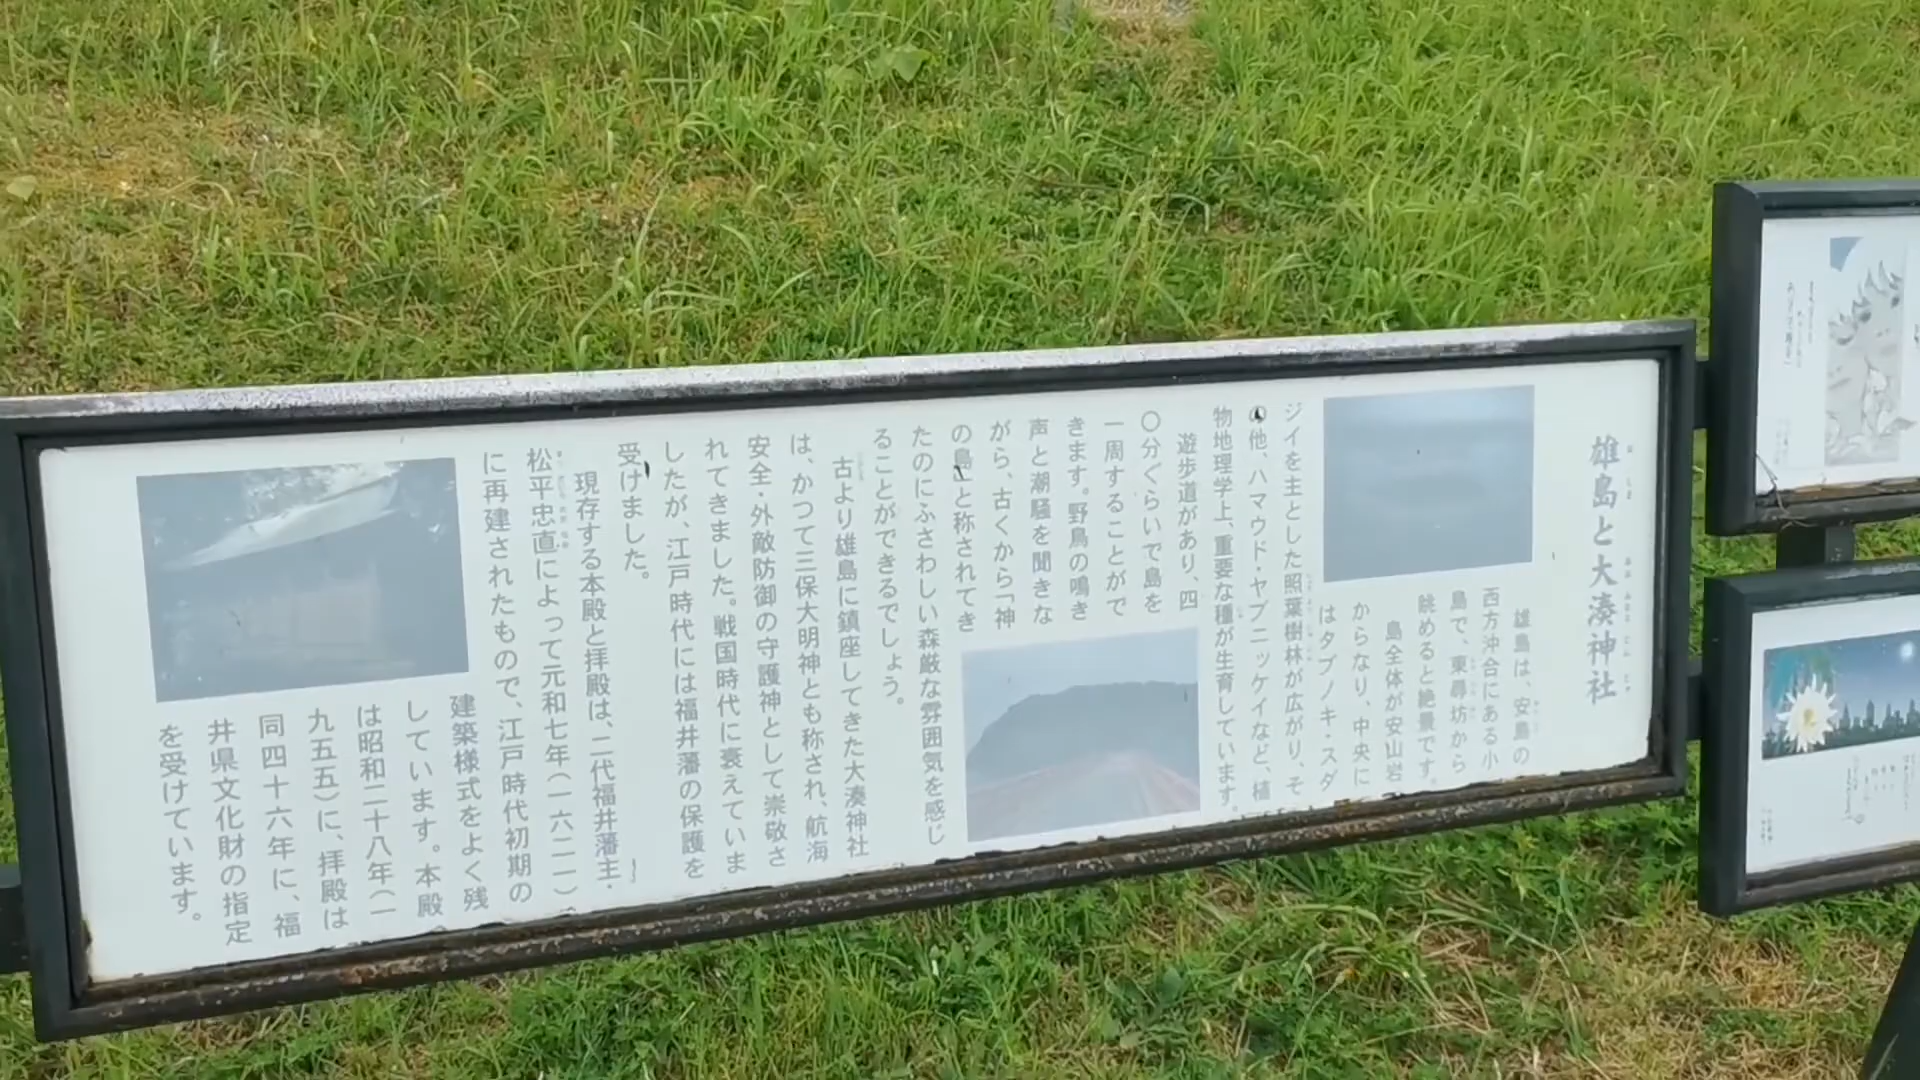 雄島と大湊神社
雄島は、安島の
西方沖合にある小
島で、東尋坊から
眺めると絶景です。
島全体が安山岩
からなり、中央に
はタブノキ・スダ
ジイを主とした照葉樹林が広がり、そ
の他、ハマウド・ヤブニッケイなど、植
物地理学上、重要な種が生育しています。
遊歩道があり、四
〇分ぐらいで島を
一周することがで
きます。野鳥の鳴き
声と潮騒を聞きな
がら、古くから「神
の島」と称されてき
たのにふさわしい森厳な雰囲気を感じ
ることができるでしょう。
古より雄島に鎮座してきた大湊神社
は、かつて三保大明神とも称され、航海
安全・外敵防御の守護神として崇敬さ
れてきました。戦国時代に衰えていま
したが、江戸時代には福井藩の保護を
受けました。
現存する本殿と拝殿は、二代福井藩主・
松平忠直によって元和七年(一六二一)
に再建されたもので、江戸時代初期の
建築様式をよく残
しています。本殿
は昭和二十八年(一
九五五)に、拝殿は
同四十六年に、福
井県文化財の指定
を受けています。